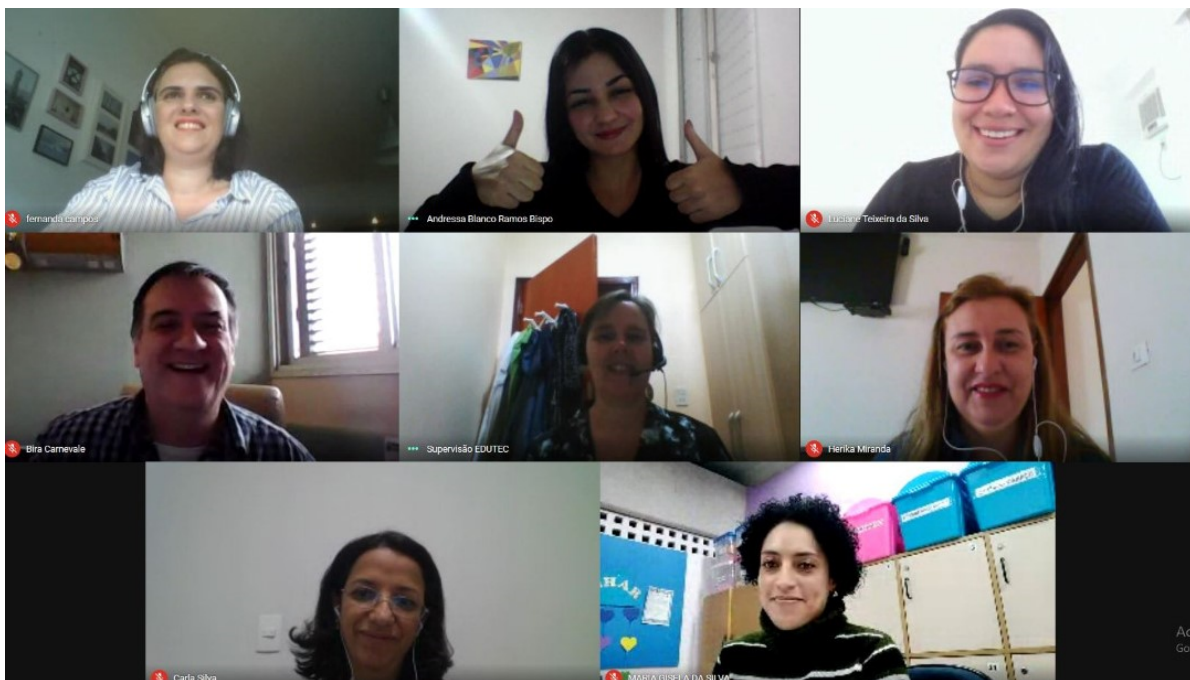 fernanda campos
Andressa Blanco Ramos Bispo
Luciane Teixeira da Silva
Bira Carnevale
Supervisão EDUTEC
Herika Miranda
Carla Silva
MARIA GISELA DA SILVA